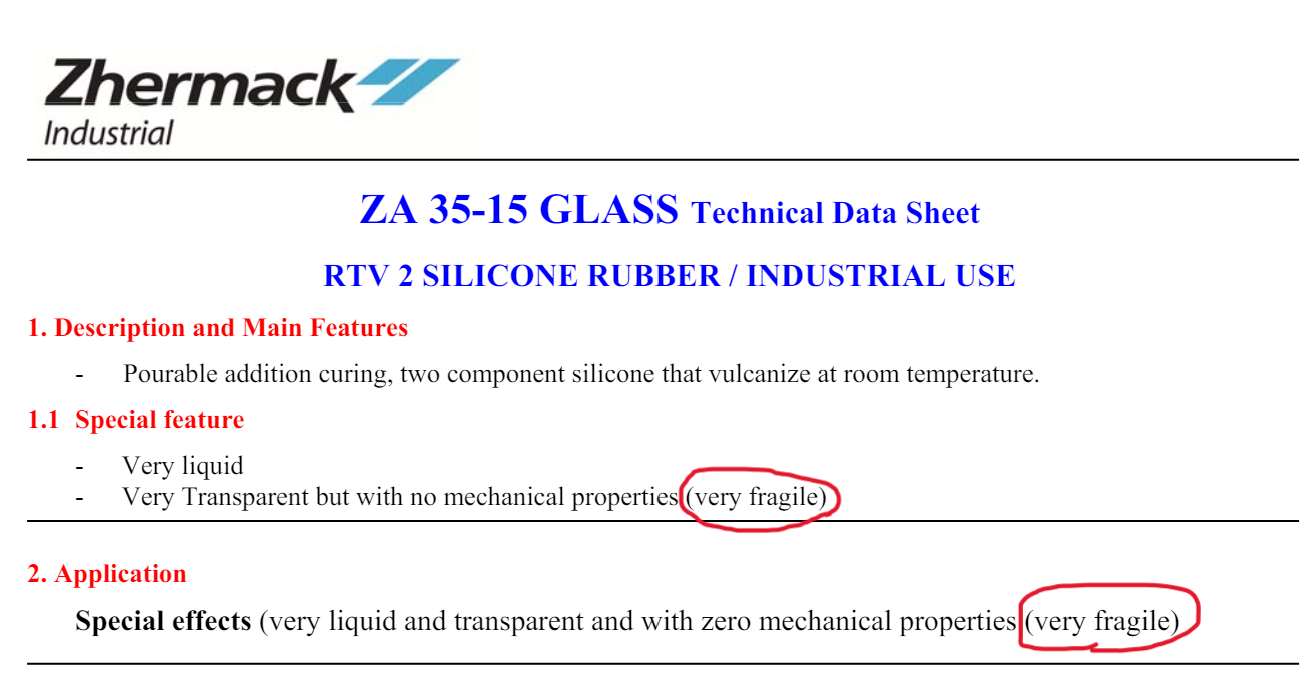 Zhermack
Industrial
ZA 35-15 GLASS Technical Data Sheet
RTV 2 SILICONE RUBBER / INDUSTRIAL USE
1. Description and Main Features
- Pourable addition curing, two component silicone that vulcanize at room temperature.
1.1 Special feature
- Very liquid
- Very Transparent but with no mechanical properties (very fragile)
2. Application
Special effects (very liquid and transparent and with zero mechanical properties (very fragile)